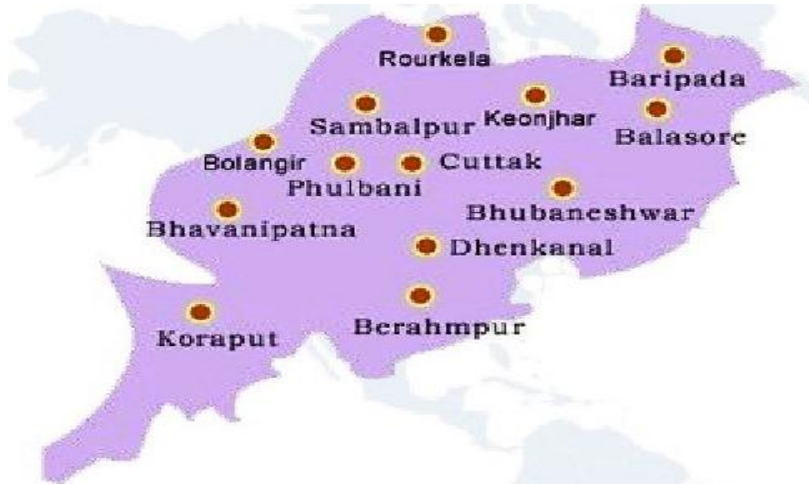 Rourkela
Baripada
Sambalpur
Keonjhar
Balasore
Bolangir
Phulbani
Cuttak
Bhavanipatna
Bhubaneshwar
Dhenkanal
Koraput
Berahmpur